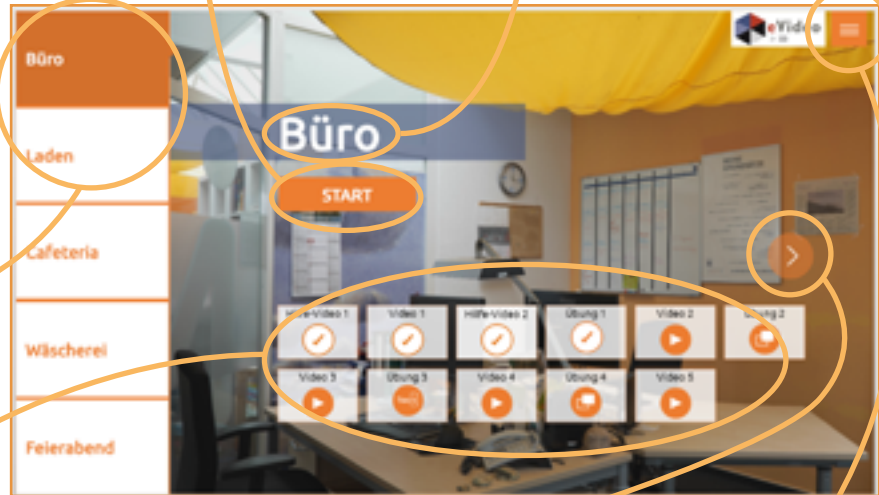 Büro
eVideo
Laden
Cafeteria
Wäscherei
Feierabend
Büro
START
Hilfe-Video 1
Video 1
Hilfe-Video 2
Übung 1
Video 2
Übung 2
Video 3
Übung 3
Video 4
Übung 4
Video 5